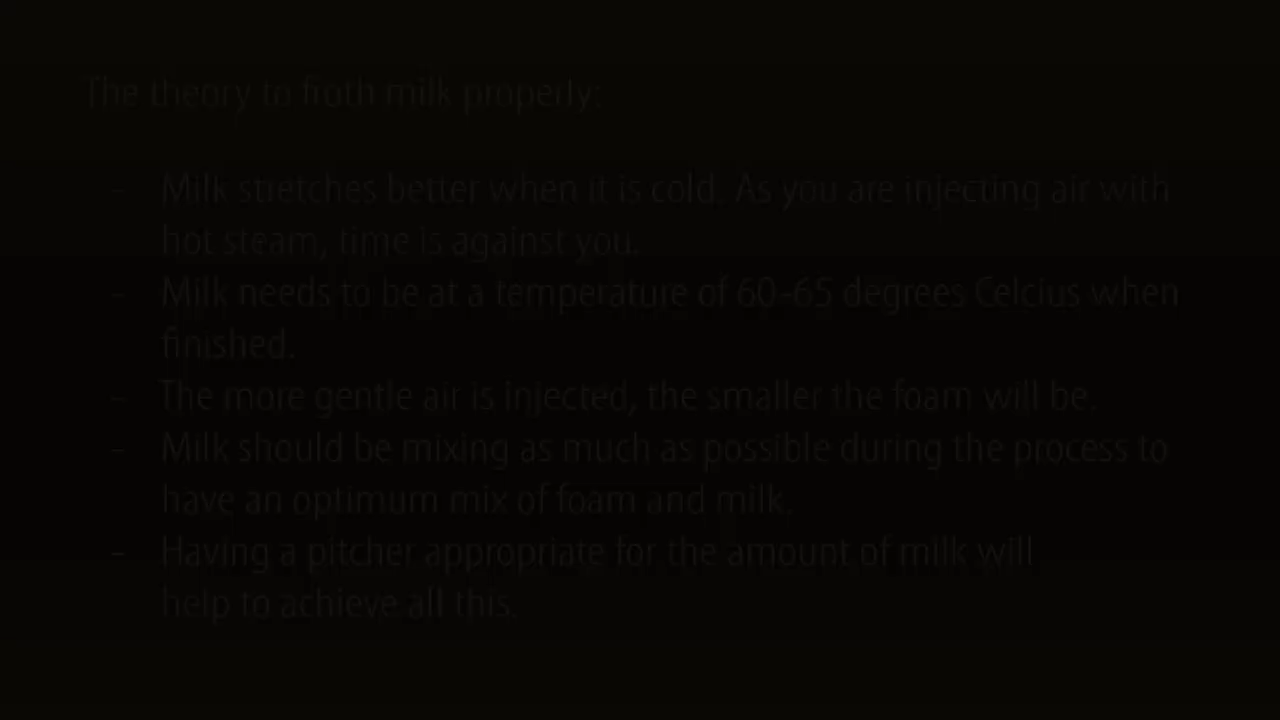 The theory to froth milk properly:
- Milk stretches better when it is cold. As you are injecting air with
hot steam, time is against you.
- Milk needs to be at a temperature of 60-65 degrees Celcius when
finished.
- The more gentle air is injected, the smaller the foam will be.
- Milk should be mixing as much as possible during the process to
have an optimum mix of foam and milk.
- Having a pitcher appropriate for the amount of milk will
help to achieve all this.